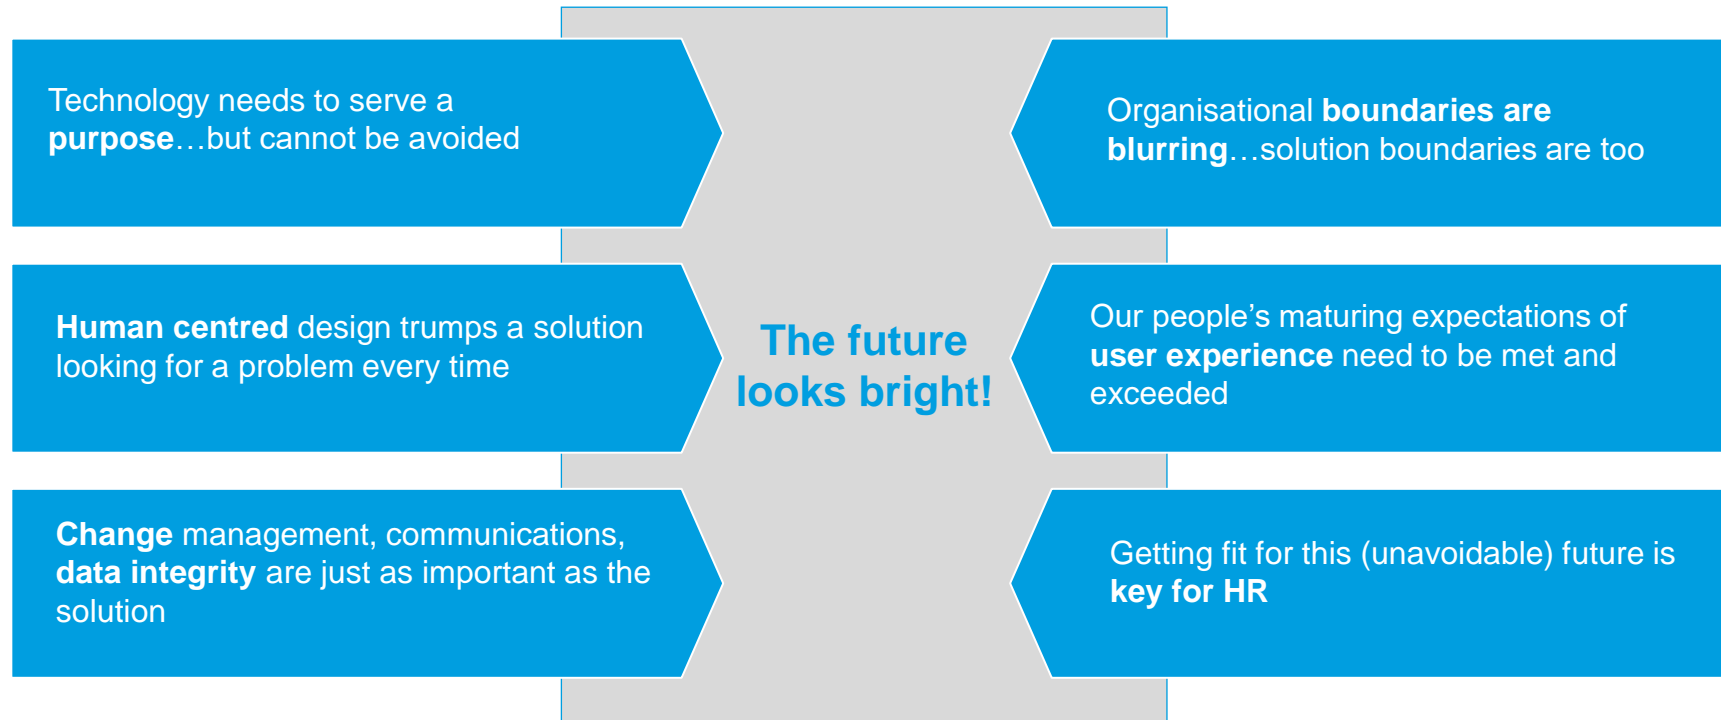 Technology needs to serve a
purpose…but cannot be avoided
Human centred design trumps a solution
looking for a problem every time
Change management, communications,
data integrity are just as important as the
solution
The future
looks bright!
Organisational boundaries are
blurring…solution boundaries are too
Our people’s maturing expectations of
user experience need to be met and
exceeded
Getting fit for this (unavoidable) future is
key for HR